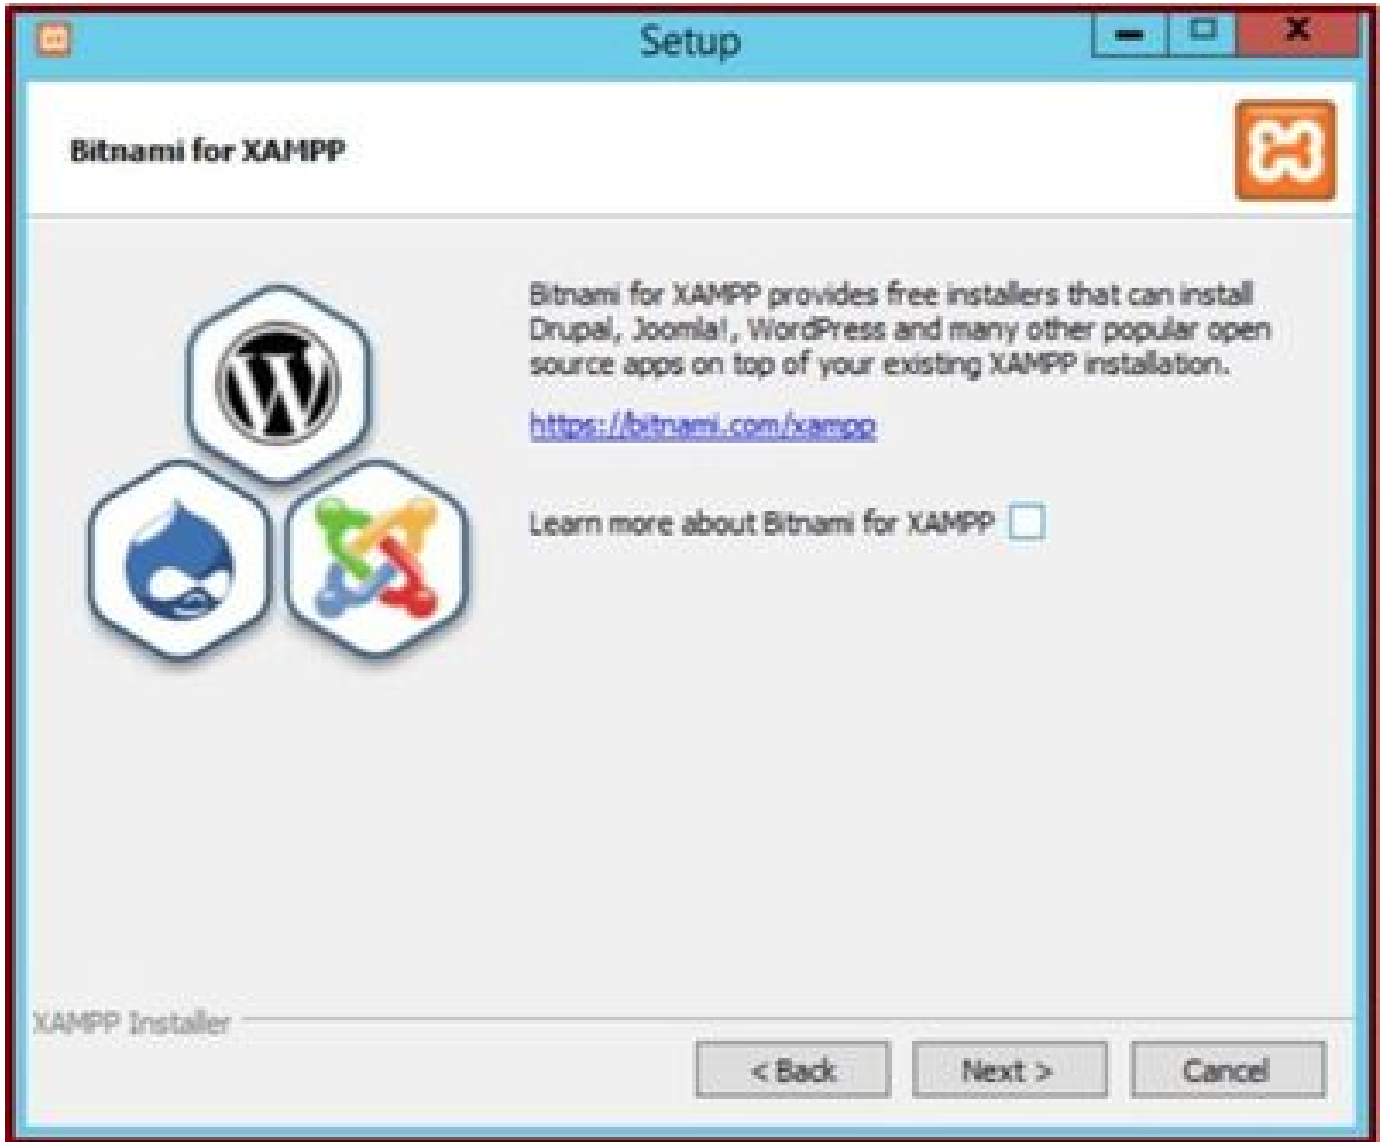 Setup
Bitnami for XAMPP
Bitnami for XAMPP provides free installers that can install
Drupal, Joomla!, WordPress and many other popular open
source apps on top of your existing XAMPP installation.
https://bitnami.com/xampp
Learn more about Bitnami for XAMPP
XAMPP Installer
< Back
Next >
Cancel